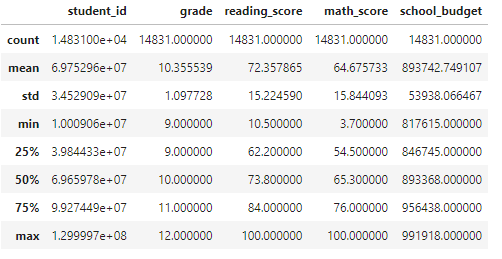 student_id grade reading_score math_score school_budget
count 1.483100e+04 14831.000000 14831.000000 14831.000000 14831.000000
mean 6.975296e+07 10.355539 72.357865 64.675733 893742.749107
std 3.452909e+07 1.097728 15.224590 15.844093 53938.066467
min 1.000906e+07 9.000000 10.500000 3.700000 817615.000000
25% 3.984433e+07 9.000000 62.200000 54.500000 846745.000000
50% 6.965978e+07 10.000000 73.800000 65.300000 893368.000000
75% 9.927449e+07 11.000000 84.000000 76.000000 956438.000000
max 1.299997e+08 12.000000 100.000000 100.000000 991918.000000